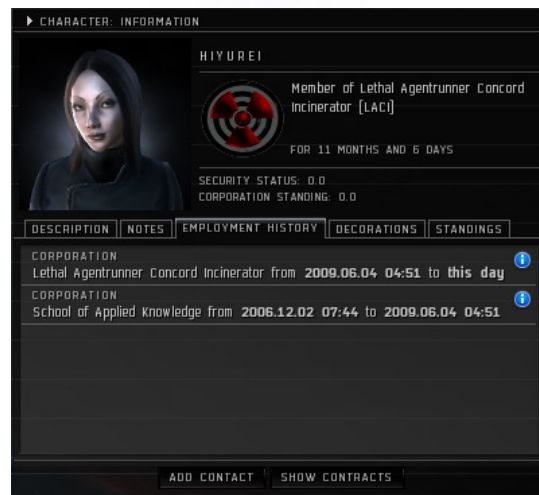 CHARACTER: INFORMATION
HIYUREI
Member of Lethal Agentrunner Concord
Incinerator [LACI]
FOR 11 MONTHS AND 6 DAYS
SECURITY STATUS: 0.0
CORPORATION STANDING: 0.0
DESCRIPTION NOTES EMPLOYMENT HISTORY DECORATIONS STANDINGS
CORPORATION
Lethal Agentrunner Concord Incinerator from 2009.06.04 04:51 to this day
CORPORATION
School of Applied Knowledge from 2006.12.02 07:44 to 2009.06.04 04:51
ADD CONTACT SHOW CONTRACTS